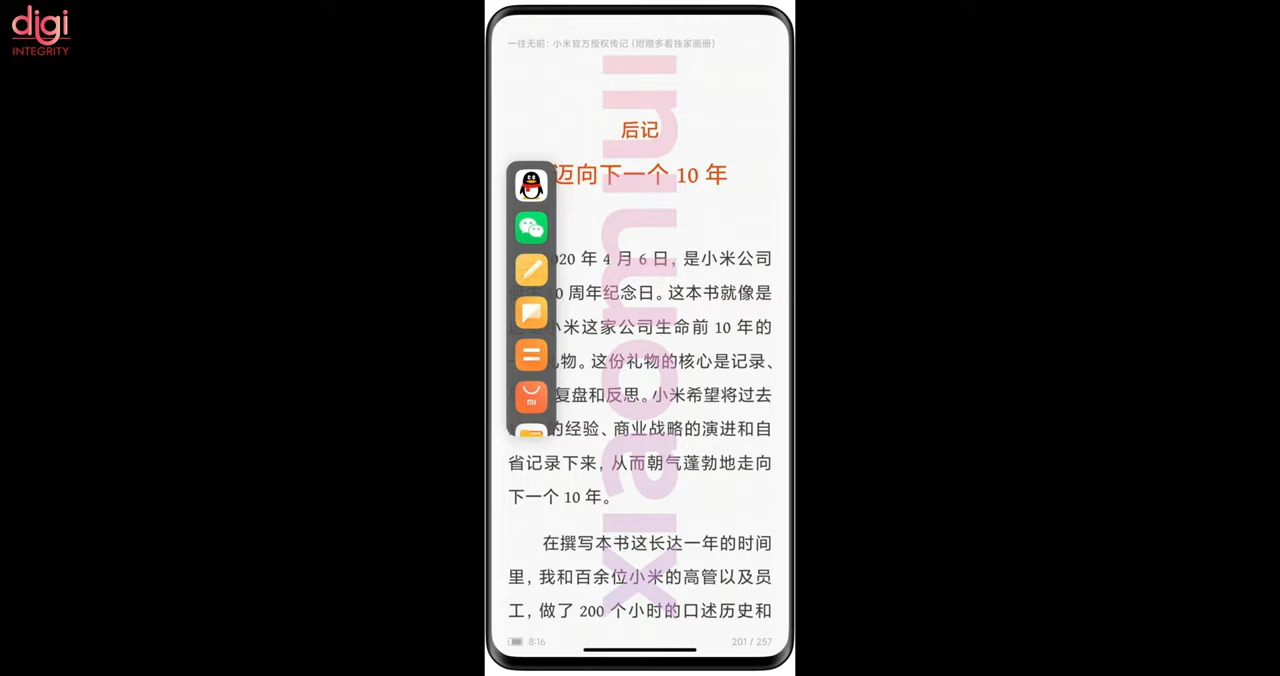 digi
INTEGRITY
一往无前：小米官方授权传记（附赠多看独家画册）
后记
迈向下一个 10 年
020 年 4 月 6 日，是小米公司
0 周年纪念日。这本书就像是
小米这家公司生命前 10 年的
礼物。这份礼物的核心是记录、
复盘和反思。小米希望将过去
的经验、商业战略的演进和自
省记录下来，从而朝气蓬勃地走向
下一个 10 年。
在撰写本书这长达一年的时间
里，我和百余位小米的高管以及员
工，做了 200 个小时的口述历史和
mi
8:16
201 / 257